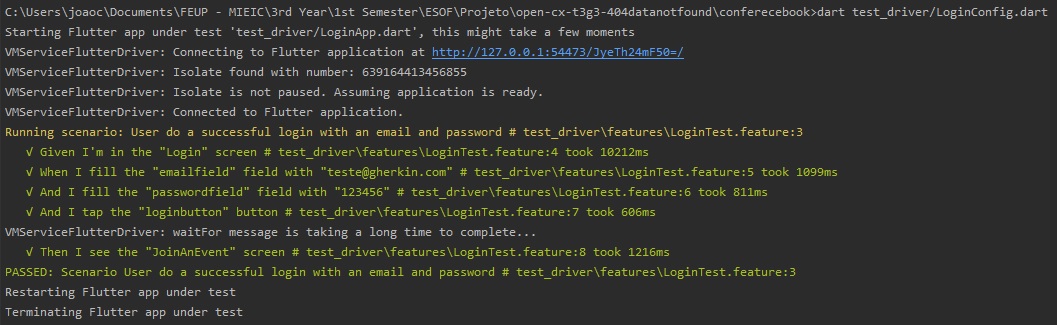 C:\Users\joaoc\Documents\FEUP - MIEIC\3rd Year\1st Semester\ESOF\Projeto\open-cx-t3g3-404datanotfound\conferecebook>dart test_driver/LoginConfig.dart
Starting Flutter app under test 'test_driver/LoginApp.dart', this might take a few moments
VMServiceFlutterDriver: Connecting to Flutter application at http://127.0.0.1:54473/JyeTh24mF50=/
VMServiceFlutterDriver: Isolate found with number: 639164413456855
VMServiceFlutterDriver: Isolate is not paused. Assuming application is ready.
VMServiceFlutterDriver: Connected to Flutter application.
Running scenario: User do a successful login with an email and password # test_driver\features\LoginTest.feature:3
√ Given I'm in the "Login" screen # test_driver\features\LoginTest.feature:4 took 10212ms
√ When I fill the "emailfield" field with "teste@gherkin.com" # test_driver\features\LoginTest.feature:5 took 1099ms
√ And I fill the "passwordfield" field with "123456" # test_driver\features\LoginTest.feature:6 took 811ms
√ And I tap the "loginbutton" button # test_driver\features\LoginTest.feature:7 took 606ms
VMServiceFlutterDriver: waitFor message is taking a long time to complete...
√ Then I see the "JoinAnEvent" screen # test_driver\features\LoginTest.feature:8 took 1216ms
PASSED: Scenario User do a successful login with an email and password # test_driver\features\LoginTest.feature:3
Restarting Flutter app under test
Terminating Flutter app under test